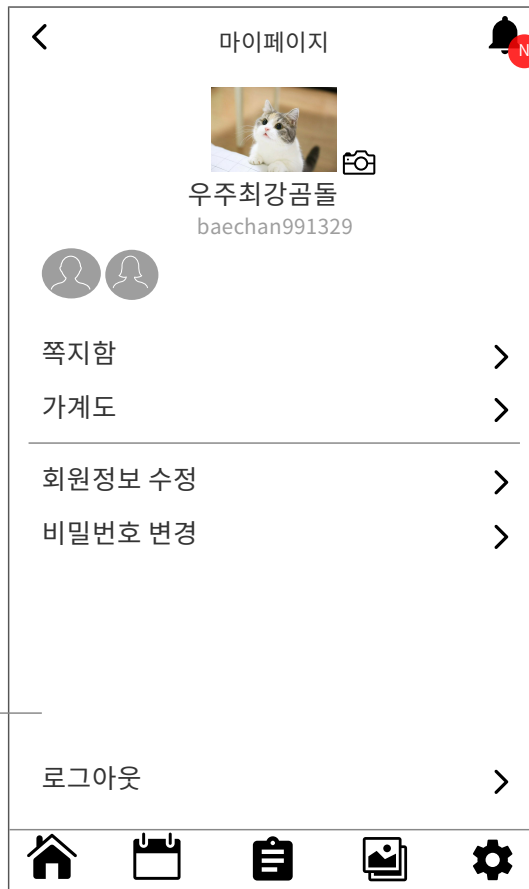 마이페이지
N
우주최강곰돌
baechan991329
쪽지함
가계도
회원정보 수정
비밀번호 변경
로그아웃